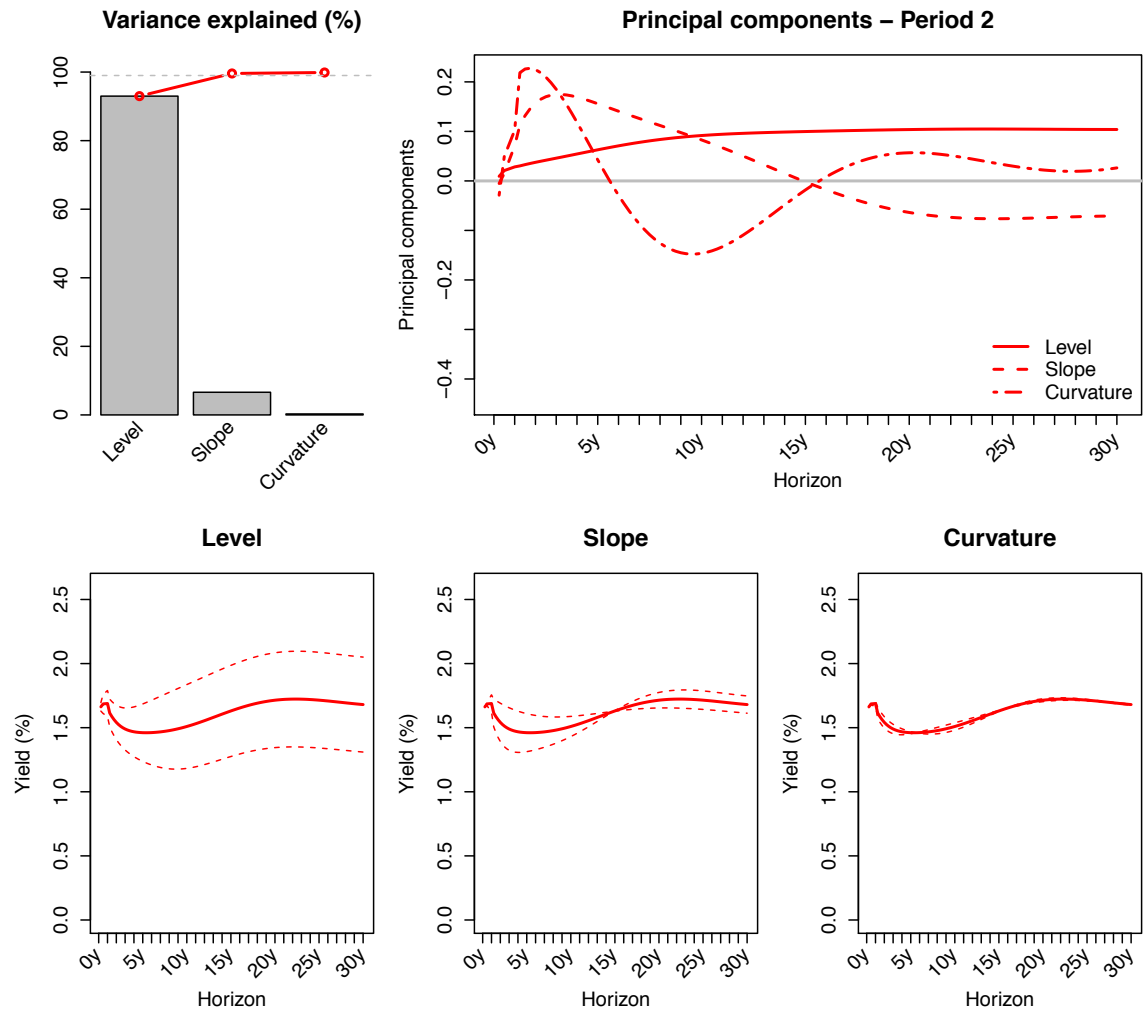 Variance explained (%)
100
80
60
40
20
0
Level
Slope
Curvature
Principal components – Period 2
Principal components
0.2
0.1
0.0
−0.2
−0.4
Level
Slope
Curvature
0y
5y
10y
15y
20y
25y
30y
Horizon
Level
Yield (%)
2.5
2.0
1.5
1.0
0.5
0.0
0y
5y
10y
15y
20y
25y
30y
Horizon
Slope
Yield (%)
2.5
2.0
1.5
1.0
0.5
0.0
0y
5y
10y
15y
20y
25y
30y
Horizon
Curvature
Yield (%)
2.5
2.0
1.5
1.0
0.5
0.0
0y
5y
10y
15y
20y
25y
30y
Horizon